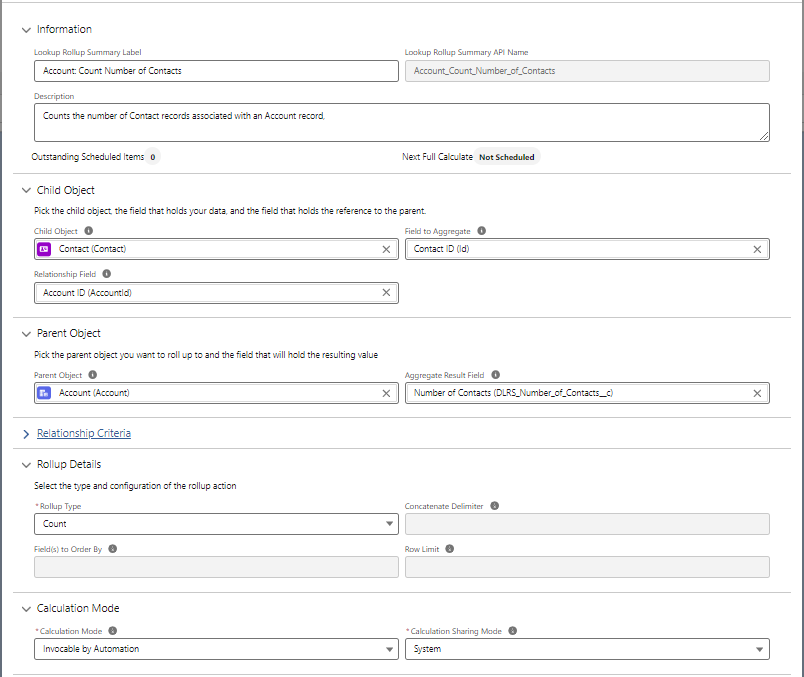 Information
Lookup Rollup Summary Label
Lookup Rollup Summary API Name
Account: Count Number of Contacts
Account_Count_Number_of_Contacts
Description
Counts the number of Contact records associated with an Account record,
Outstanding Scheduled Items 0
Next Full Calculate Not Scheduled
Child Object
Pick the child object, the field that holds your data, and the field that holds the reference to the parent.
Child Object
Field to Aggregate
Contact (Contact)
Contact ID (Id)
Relationship Field
Account ID (AccountId)
Parent Object
Pick the parent object you want to roll up to and the field that will hold the resulting value
Parent Object
Aggregate Result Field
Account (Account)
Number of Contacts (DLRS_Number_of_Contacts__c)
Relationship Criteria
Rollup Details
Select the type and configuration of the rollup action
*Rollup Type
Concatenate Delimiter
Count
Field(s) to Order By
Row Limit
Calculation Mode
*Calculation Mode
*Calculation Sharing Mode
Invocable by Automation
System